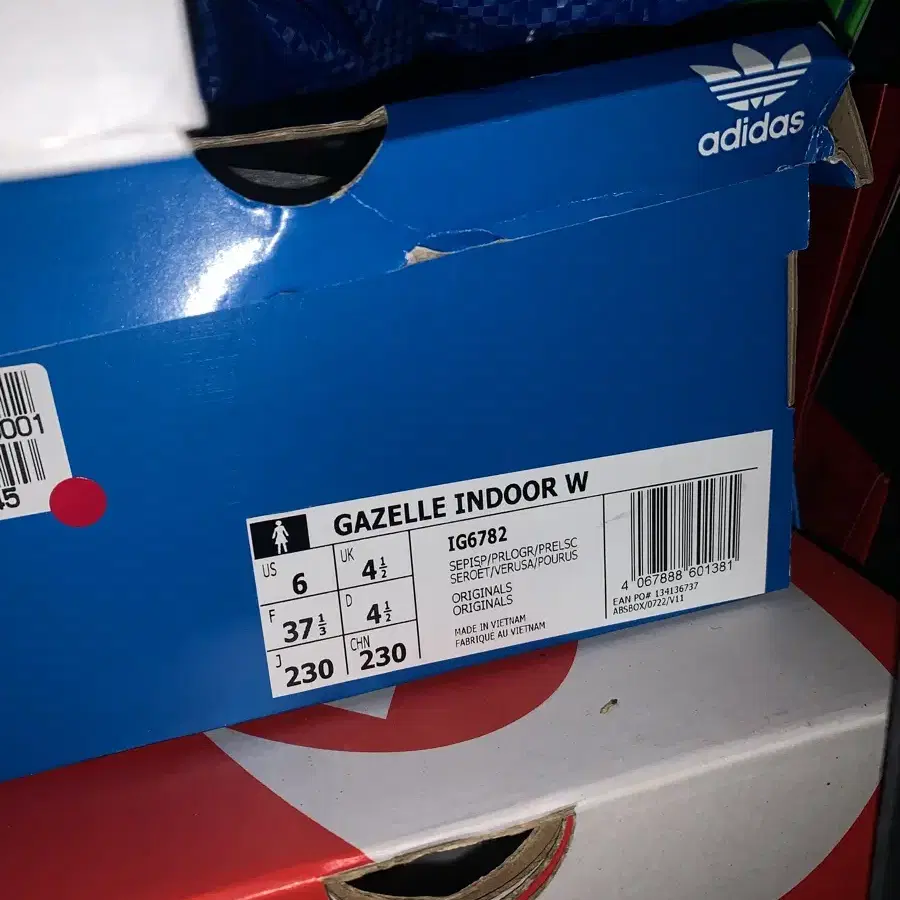 adidas
001
45
GAZELLE INDOOR W
US
6
UK
4½
F
37⅓
D
4½
J
230
CHN
230
IG6782
SEPISP/PRLOGR/PRELSC
SEROET/VERUSA/POURUS
ORIGINALS
ORIGINALS
MADE IN VIETNAM
FABRIQUE AU VIETNAM
4 067888 601381
EAN PO# 134136737
ABSBOX/0722/V11